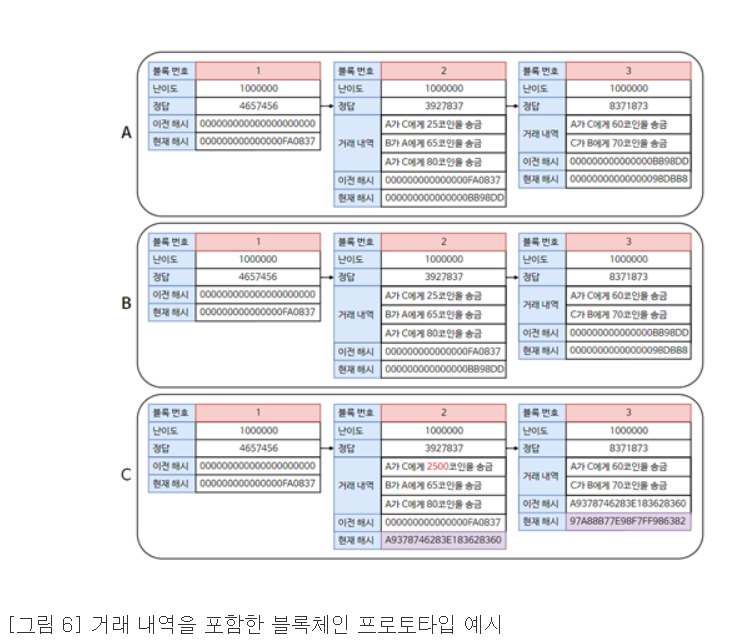 A
블록 번호 1
난이도 1000000
정답 4657456
이전 해시 000000000000000000000
현재 해시 000000000000000FA0837
블록 번호 2
난이도 1000000
정답 3927837
거래 내역
A가 C에게 25코인을 송금
B가 A에게 65코인을 송금
A가 C에게 80코인을 송금
이전 해시 000000000000000FA0837
현재 해시 000000000000000BB98DD
블록 번호 3
난이도 1000000
정답 8371873
거래 내역
A가 C에게 60코인을 송금
C가 B에게 70코인을 송금
이전 해시 000000000000000BB98DD
현재 해시 00000000000000098DBB8
B
블록 번호 1
난이도 1000000
정답 4657456
이전 해시 000000000000000000000
현재 해시 000000000000000FA0837
블록 번호 2
난이도 1000000
정답 3927837
거래 내역
A가 C에게 25코인을 송금
B가 A에게 65코인을 송금
A가 C에게 80코인을 송금
이전 해시 000000000000000FA0837
현재 해시 000000000000000BB98DD
블록 번호 3
난이도 1000000
정답 8371873
거래 내역
A가 C에게 60코인을 송금
C가 B에게 70코인을 송금
이전 해시 000000000000000BB98DD
현재 해시 00000000000000098DBB8
C
블록 번호 1
난이도 1000000
정답 4657456
이전 해시 000000000000000000000
현재 해시 000000000000000FA0837
블록 번호 2
난이도 1000000
정답 3927837
거래 내역
A가 C에게 2500코인을 송금
B가 A에게 65코인을 송금
A가 C에게 80코인을 송금
이전 해시 000000000000000FA0837
현재 해시 A9378746283E183628360
블록 번호 3
난이도 1000000
정답 8371873
거래 내역
A가 C에게 60코인을 송금
C가 B에게 70코인을 송금
이전 해시 A9378746283E183628360
현재 해시 97A88B77E98F7FF986382
[그림 6] 거래 내역을 포함한 블록체인 프로토타입 예시